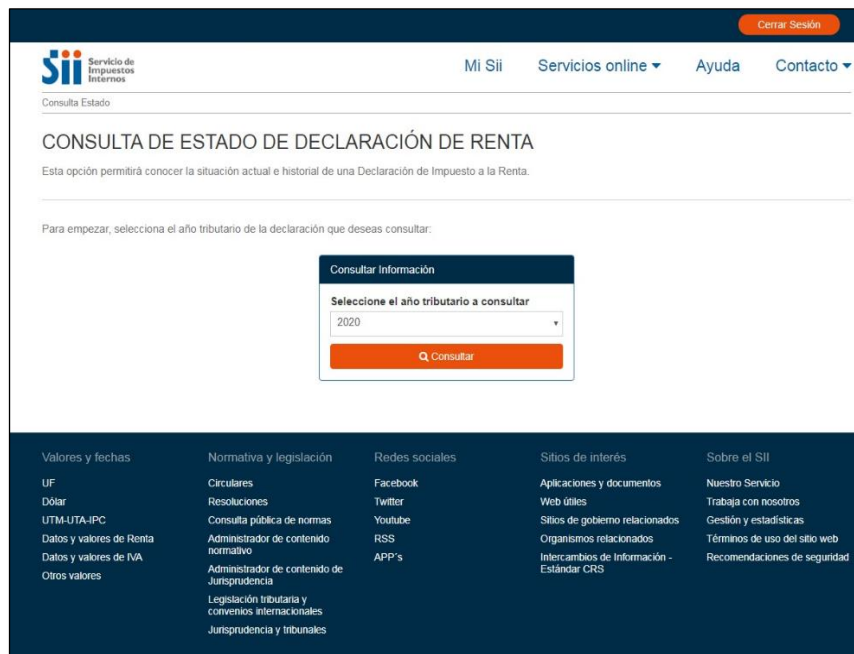 Cerrar Sesión
Sii Servicio de
Impuestos
Internos
Mi Sii
Servicios online
Ayuda
Contacto
Consulta Estado
CONSULTA DE ESTADO DE DECLARACIÓN DE RENTA
Esta opción permitirá conocer la situación actual e historial de una Declaración de Impuesto a la Renta.
Para empezar, selecciona el año tributario de la declaración que deseas consultar:
Consultar Información
Seleccione el año tributario a consultar
2020
Consultar
Valores y fechas
UF
Dólar
UTM-UTA-IPC
Datos y valores de Renta
Datos y valores de IVA
Otros valores
Normativa y legislación
Circulares
Resoluciones
Consulta pública de normas
Administrador de contenido
normativo
Administrador de contenido de
Jurisprudencia
Legislación tributaria y
convenios internacionales
Jurisprudencia y tribunales
Redes sociales
Facebook
Twitter
Youtube
RSS
APP´s
Sitios de interés
Aplicaciones y documentos
Web útiles
Sitios de gobierno relacionados
Organismos relacionados
Intercambios de Información -
Estándar CRS
Sobre el SII
Nuestro Servicio
Trabaja con nosotros
Gestión y estadísticas
Términos de uso del sitio web
Recomendaciones de seguridad